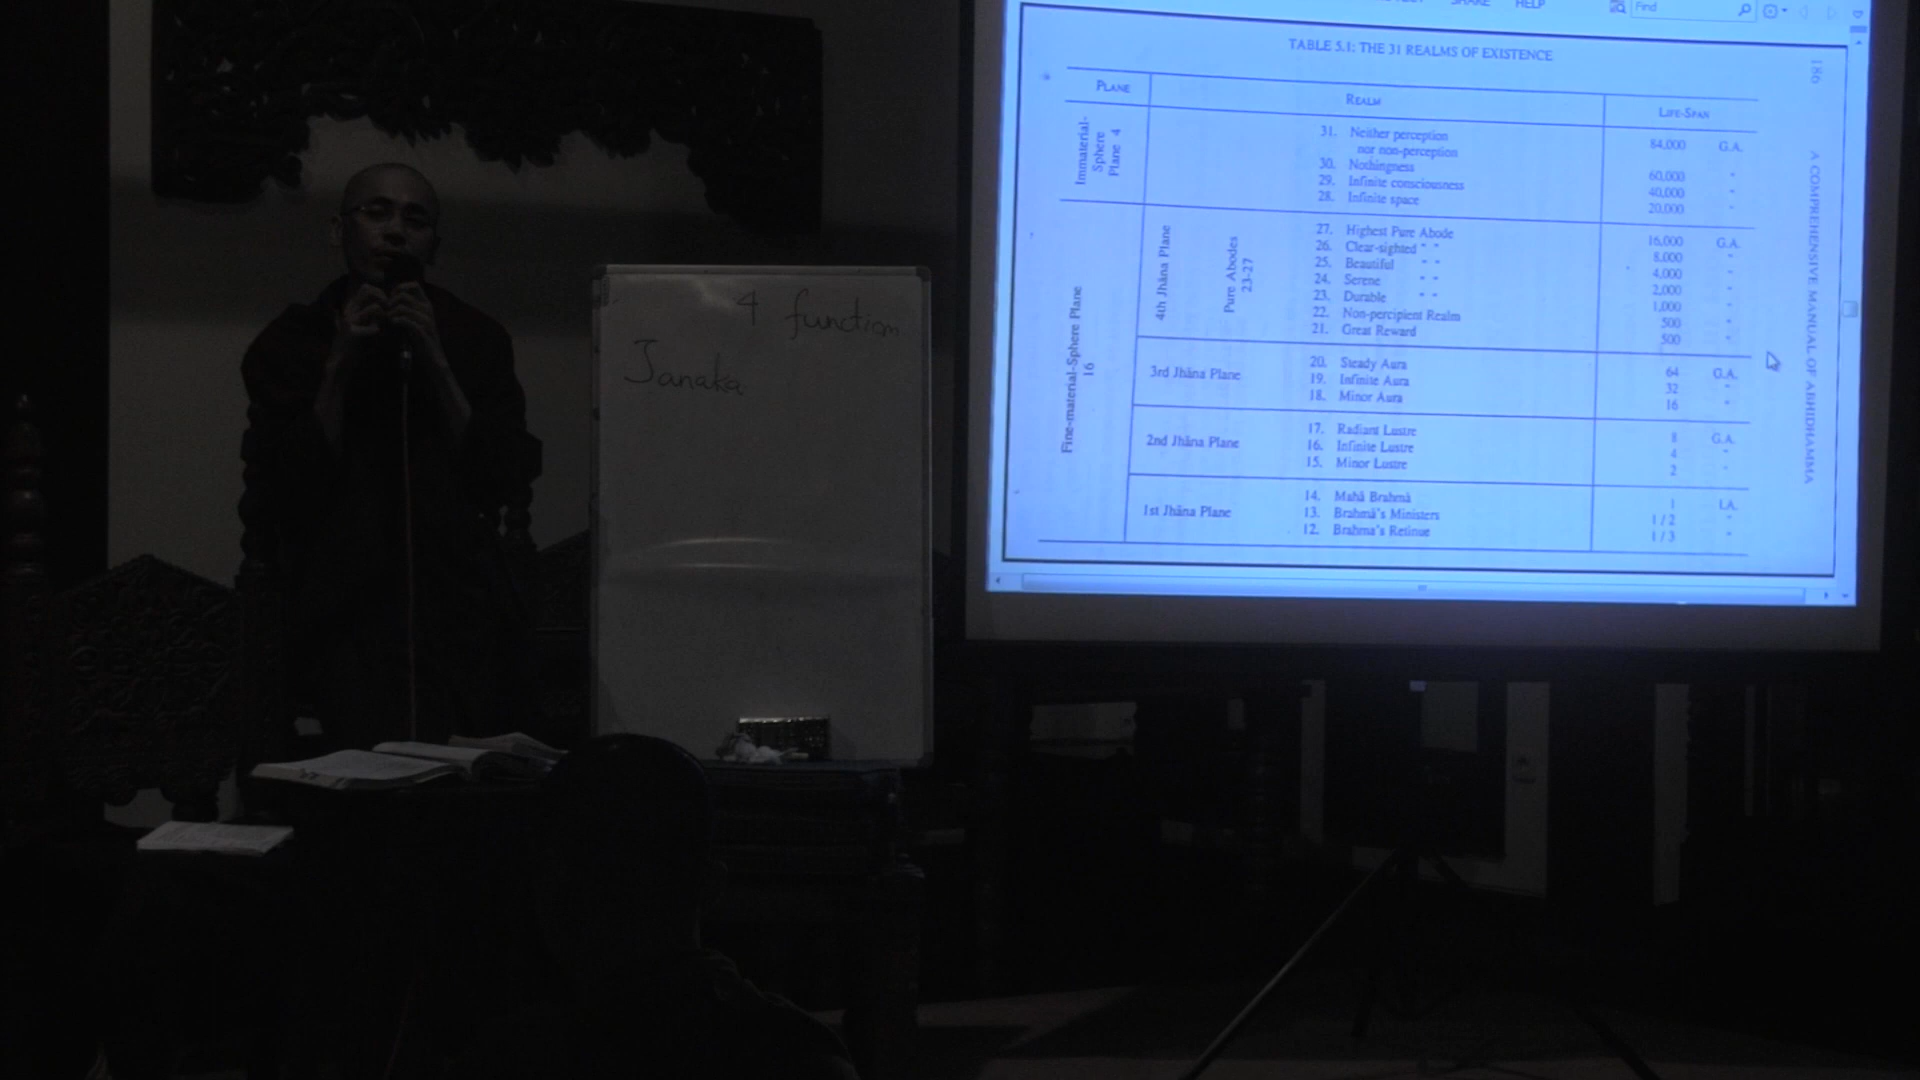 4 function
Janaka
SHARE HELP
Find
TABLE 5.1: THE 31 REALMS OF EXISTENCE
186
A COMPREHENSIVE MANUAL OF ABHIDHAMMA
PLANE REALM LIFE-SPAN
Immaterial-
Sphere
Plane 4
31. Neither perception
nor non-perception 84,000 G.A.
30. Nothingness 60,000 "
29. Infinite consciousness 40,000 "
28. Infinite space 20,000 "
Fine-material-Sphere Plane
16
4th Jhāna Plane
Pure Abodes
23-27
27. Highest Pure Abode 16,000 G.A.
26. Clear-sighted " " 8,000 "
25. Beautiful " " 4,000 "
24. Serene " " 2,000 "
23. Durable " " 1,000 "
22. Non-percipient Realm 500 "
21. Great Reward 500 "
3rd Jhāna Plane
20. Steady Aura 64 G.A.
19. Infinite Aura 32 "
18. Minor Aura 16 "
2nd Jhāna Plane
17. Radiant Lustre 8 G.A.
16. Infinite Lustre 4 "
15. Minor Lustre 2 "
1st Jhāna Plane
14. Mahā Brahmā 1 I.A.
13. Brahmā's Ministers 1/2 "
12. Brahma's Retinue 1/3 "